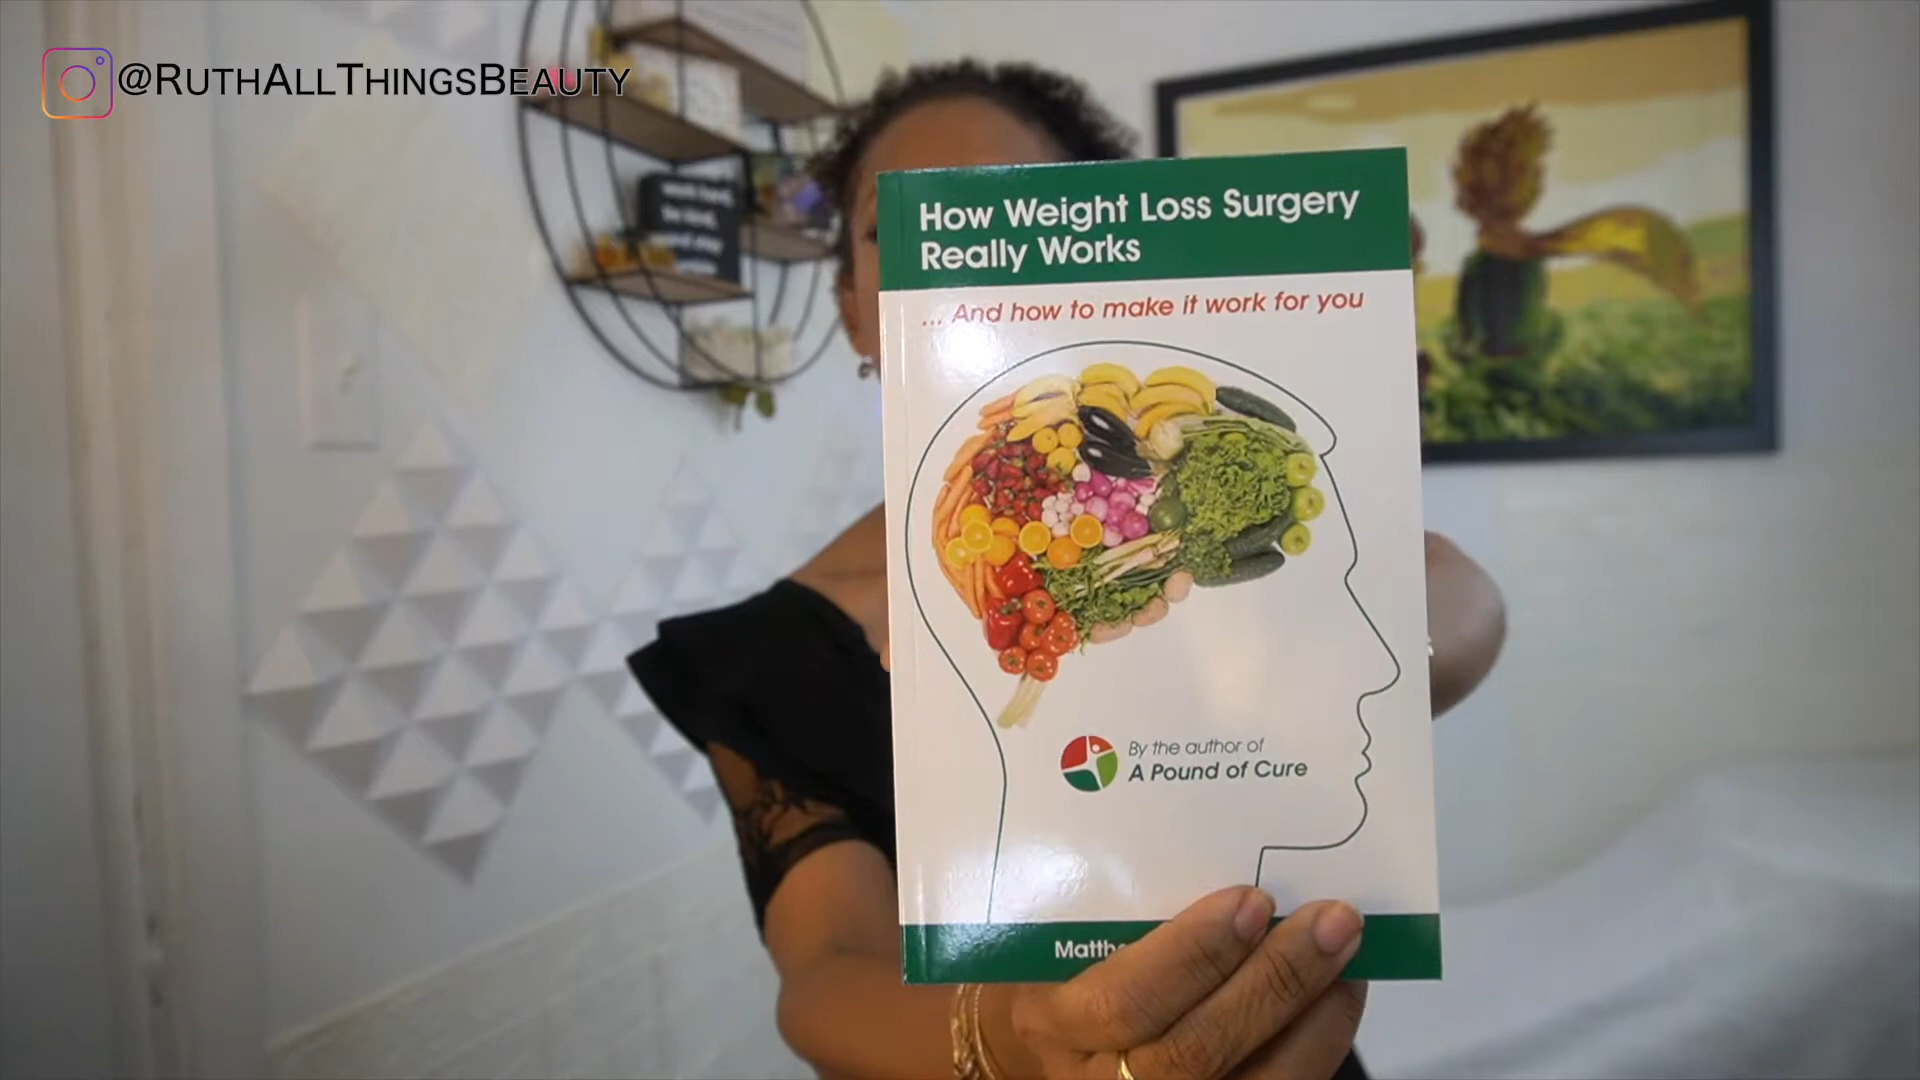 @RUTHALLTHINGSBEAUTY
How Weight Loss Surgery
Really Works
... And how to make it work for you
By the author of
A Pound of Cure